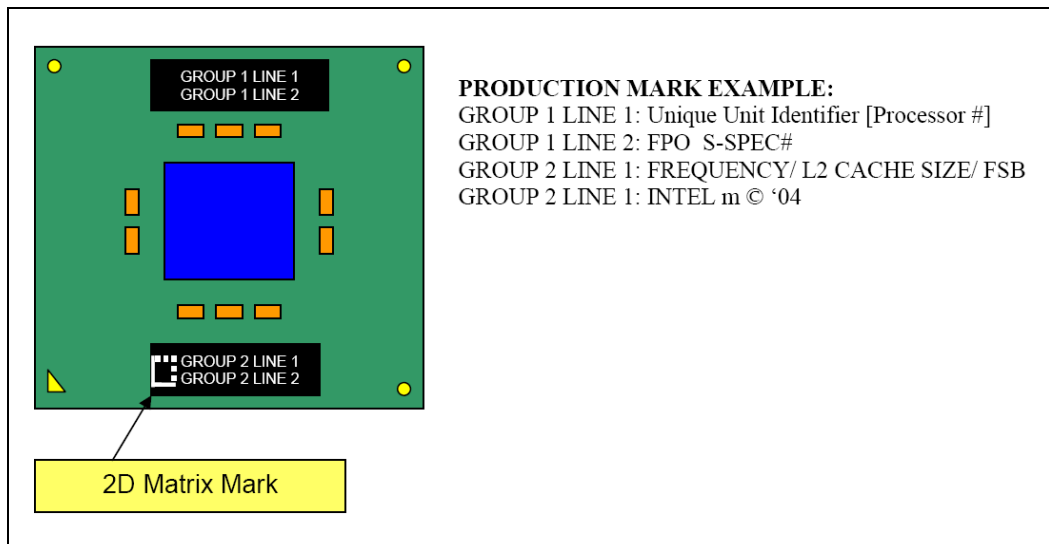 GROUP 1 LINE 1
GROUP 1 LINE 2
PRODUCTION MARK EXAMPLE:
GROUP 1 LINE 1: Unique Unit Identifier [Processor #]
GROUP 1 LINE 2: FPO  S-SPEC#
GROUP 2 LINE 1: FREQUENCY/ L2 CACHE SIZE/ FSB
GROUP 2 LINE 1: INTEL m © ‘04
GROUP 2 LINE 1
GROUP 2 LINE 2
2D Matrix Mark